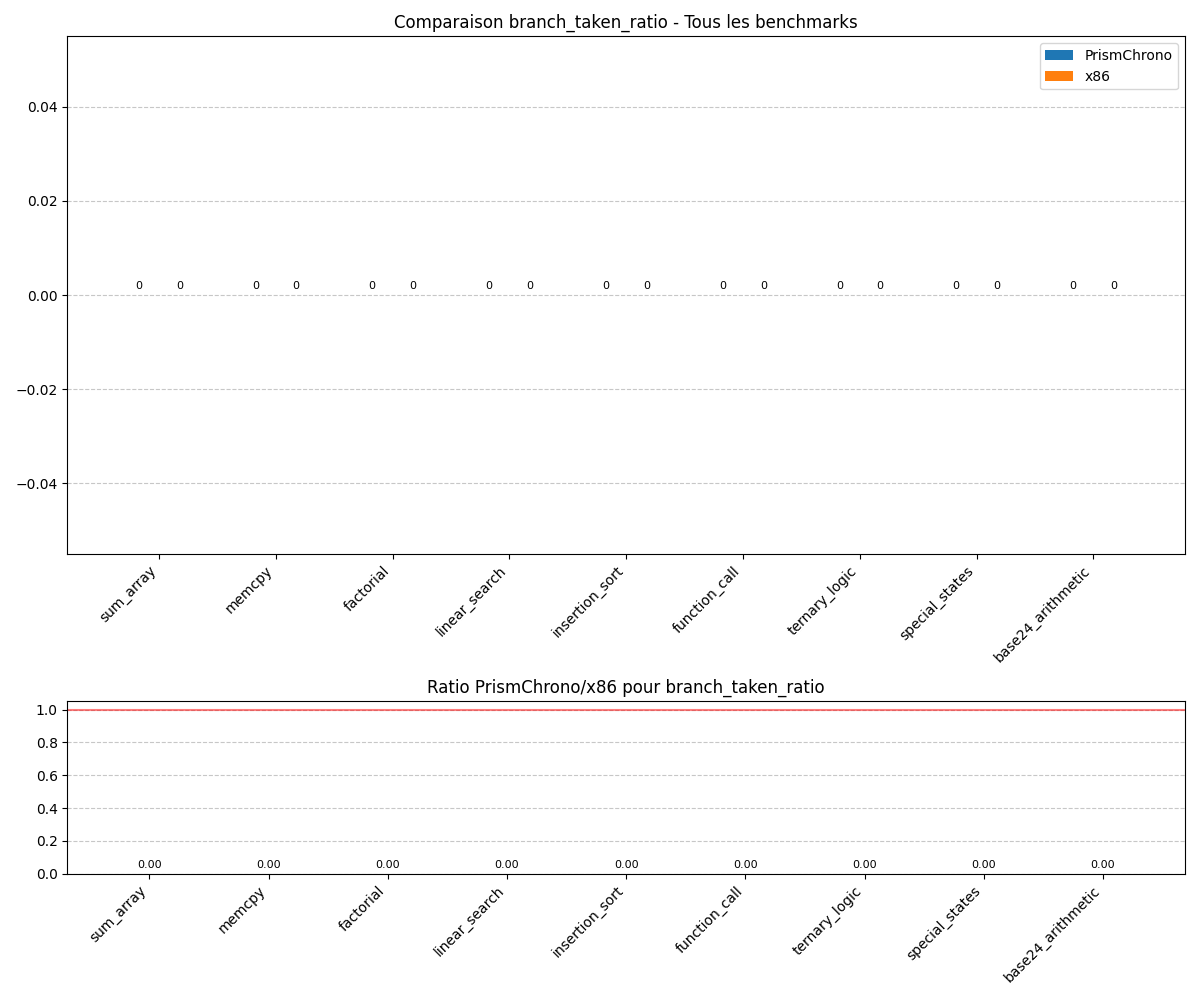 Comparaison branch_taken_ratio - Tous les benchmarks
PrismChrono
x86
0.04
0.02
0.00
−0.02
−0.04
0 0 0 0 0 0 0 0 0 0 0 0 0 0 0 0 0 0
sum_array
memcpy
factorial
linear_search
insertion_sort
function_call
ternary_logic
special_states
base24_arithmetic
Ratio PrismChrono/x86 pour branch_taken_ratio
1.0
0.8
0.6
0.4
0.2
0.0
0.00 0.00 0.00 0.00 0.00 0.00 0.00 0.00 0.00
sum_array
memcpy
factorial
linear_search
insertion_sort
function_call
ternary_logic
special_states
base24_arithmetic